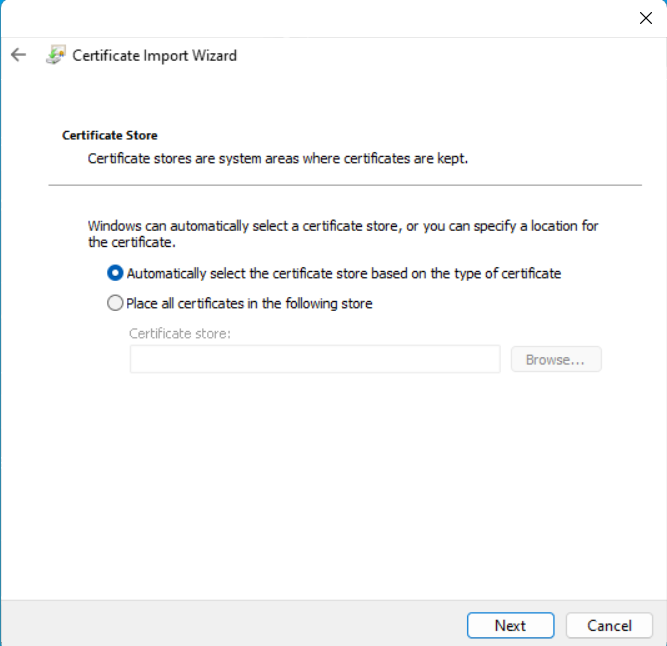 Certificate Import Wizard
Certificate Store
Certificate stores are system areas where certificates are kept.
Windows can automatically select a certificate store, or you can specify a location for
the certificate.
Automatically select the certificate store based on the type of certificate
Place all certificates in the following store
Certificate store:
Browse...
Next
Cancel